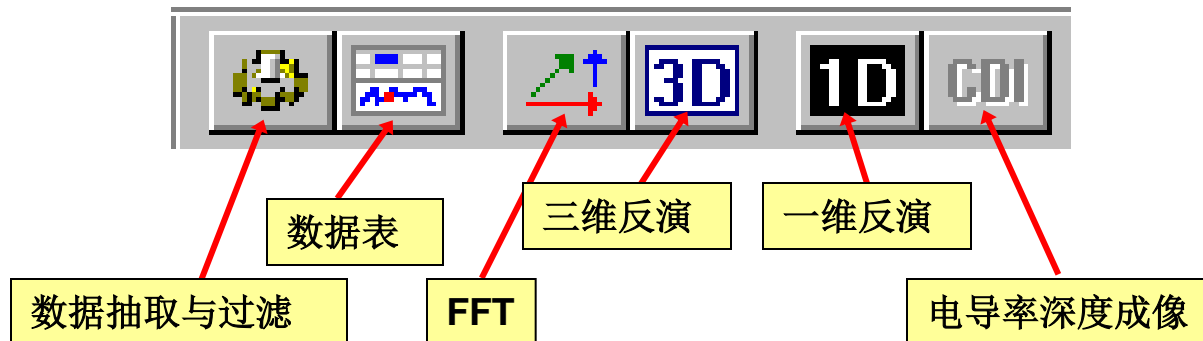 3D
1D
CDI
数据表
三维反演
一维反演
数据抽取与过滤
FFT
电导率深度成像